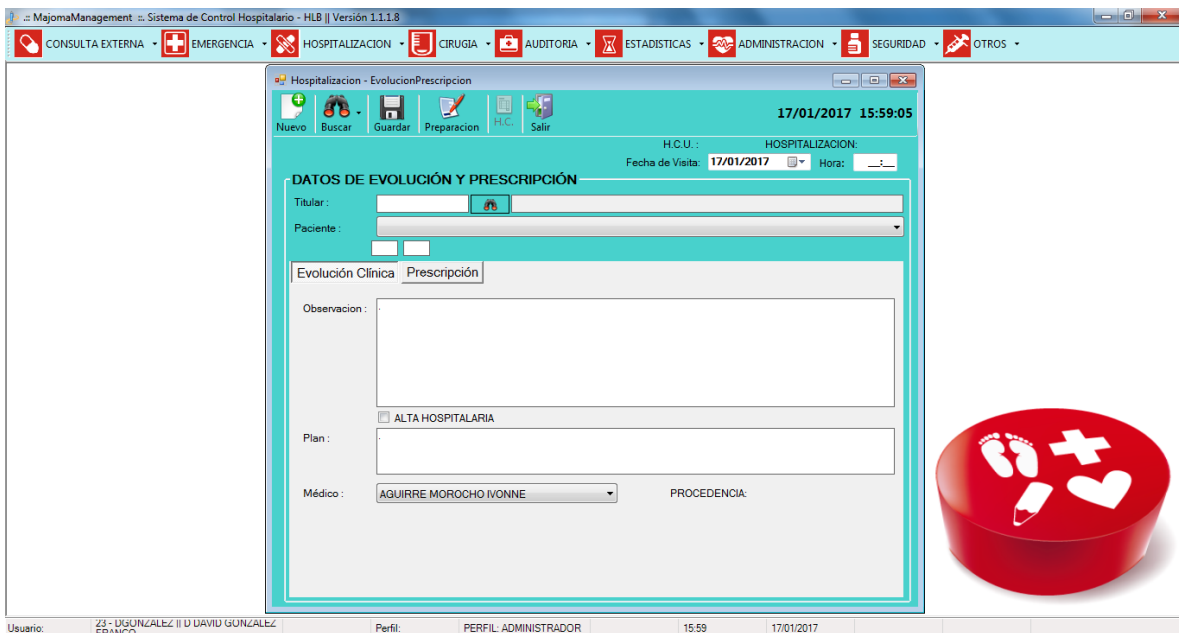 .:: MajomaManagement ::. Sistema de Control Hospitalario - HLB || Versión 1.1.1.8
CONSULTA EXTERNA EMERGENCIA HOSPITALIZACION CIRUGIA AUDITORIA ESTADISTICAS ADMINISTRACION SEGURIDAD OTROS
Hospitalizacion - EvolucionPrescripcion
Nuevo Buscar Guardar Preparacion H.C. Salir 17/01/2017 15:59:05
H.C.U. : HOSPITALIZACION:
Fecha de Visita: 17/01/2017 Hora: __:__
DATOS DE EVOLUCIÓN Y PRESCRIPCIÓN
Titular :
Paciente :
Evolución Clínica Prescripción
Observacion : .
ALTA HOSPITALARIA
Plan : .
Médico : AGUIRRE MOROCHO IVONNE PROCEDENCIA:
Usuario: 23 - DGONZALEZ || D DAVID GONZALEZ FRANCO Perfil: PERFIL: ADMINISTRADOR 15:59 17/01/2017